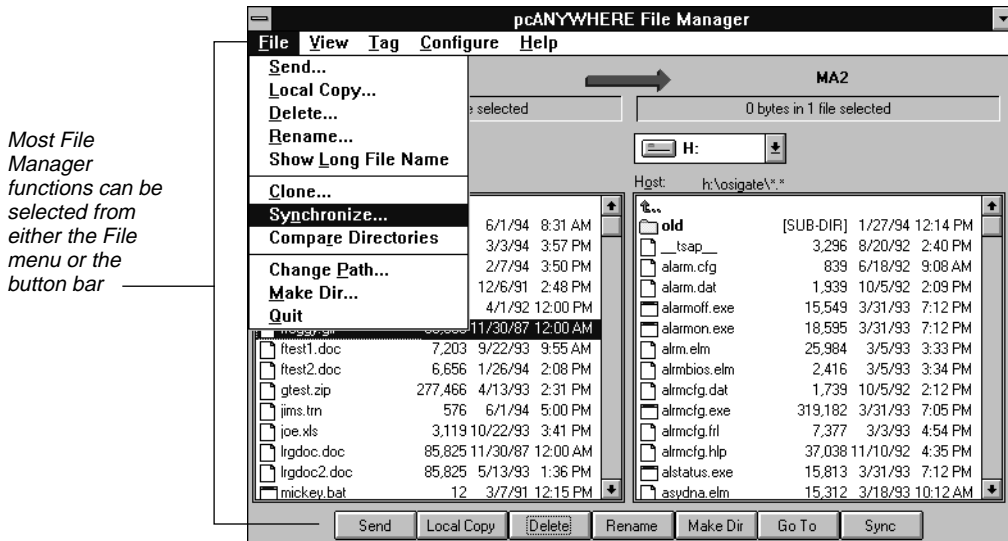 pcANYWHERE File Manager
File View Tag Configure Help
Send...
Local Copy...
Delete...
Rename...
Show Long File Name
Clone...
Synchronize...
Compare Directories
Change Path...
Make Dir...
Quit
Most File
Manager
functions can be
selected from
either the File
menu or the
button bar
selected
6/1/94 8:31 AM
3/3/94 3:57 PM
2/7/94 3:50 PM
12/6/91 2:48 PM
4/1/92 12:00 PM
11/30/87 12:00 AM
ftest1.doc 7,203 9/22/93 9:55 AM
ftest2.doc 6,656 1/26/94 2:08 PM
gtest.zip 277,466 4/13/93 2:31 PM
jims.trn 576 6/1/94 5:00 PM
joe.xls 3,119 10/22/93 3:41 PM
lrgdoc.doc 85,825 11/30/87 12:00 AM
lrgdoc2.doc 85,825 5/13/93 1:36 PM
mickey.bat 12 3/7/91 12:15 PM
MA2
0 bytes in 1 file selected
H:
Host: h:\osigate\*.*
..
old [SUB-DIR] 1/27/94 12:14 PM
__tsap__ 3,296 8/20/92 2:40 PM
alarm.cfg 839 6/18/92 9:08 AM
alarm.dat 1,939 10/5/92 2:09 PM
alarmoff.exe 15,549 3/31/93 7:12 PM
alarmon.exe 18,595 3/31/93 7:12 PM
alrm.elm 25,984 3/5/93 3:33 PM
alrmbios.elm 2,416 3/5/93 3:34 PM
alrmcfg.dat 1,739 10/5/92 2:12 PM
alrmcfg.exe 319,182 3/31/93 7:05 PM
alrmcfg.frl 7,377 3/3/93 4:54 PM
alrmcfg.hlp 37,038 11/10/92 4:35 PM
alstatus.exe 15,813 3/31/93 7:12 PM
asydna.elm 15,312 3/18/93 10:12 AM
Send Local Copy Delete Rename Make Dir Go To Sync